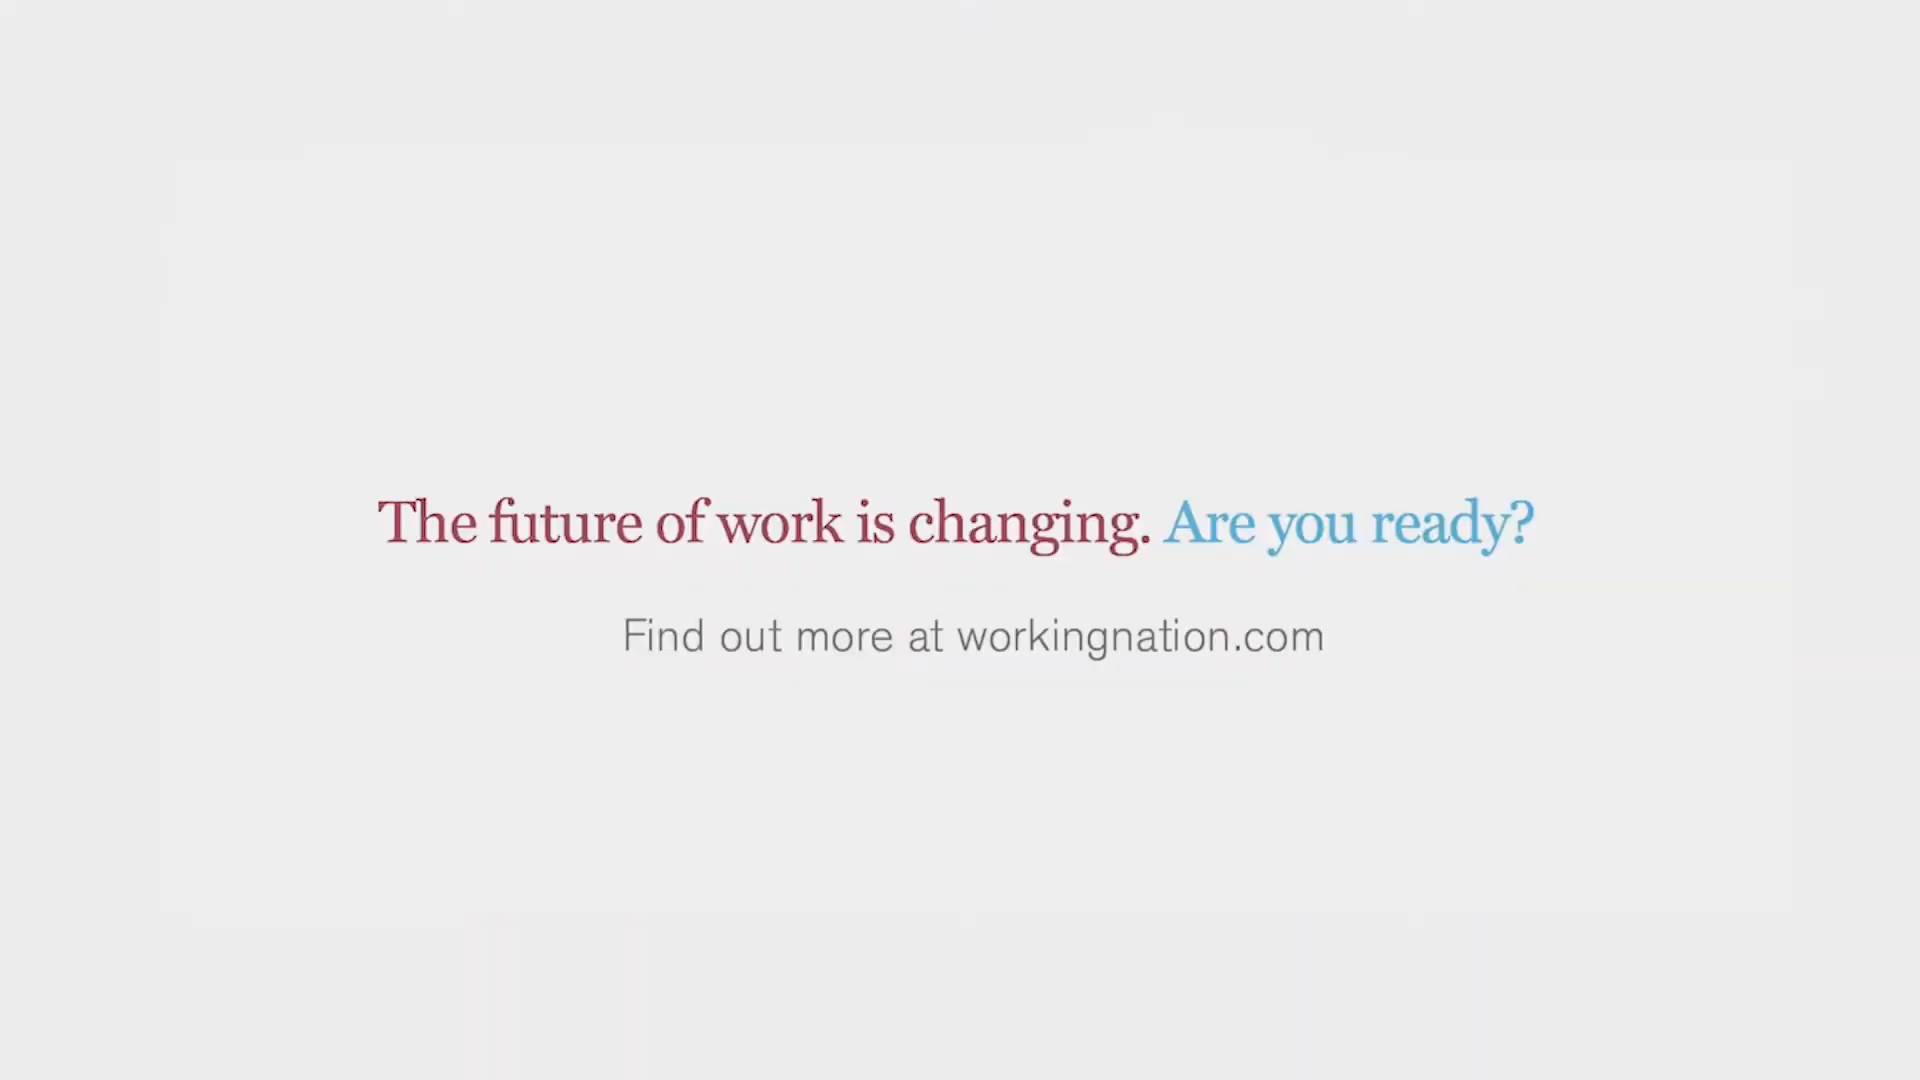 The future of work is changing. Are you ready?
Find out more at workingnation.com